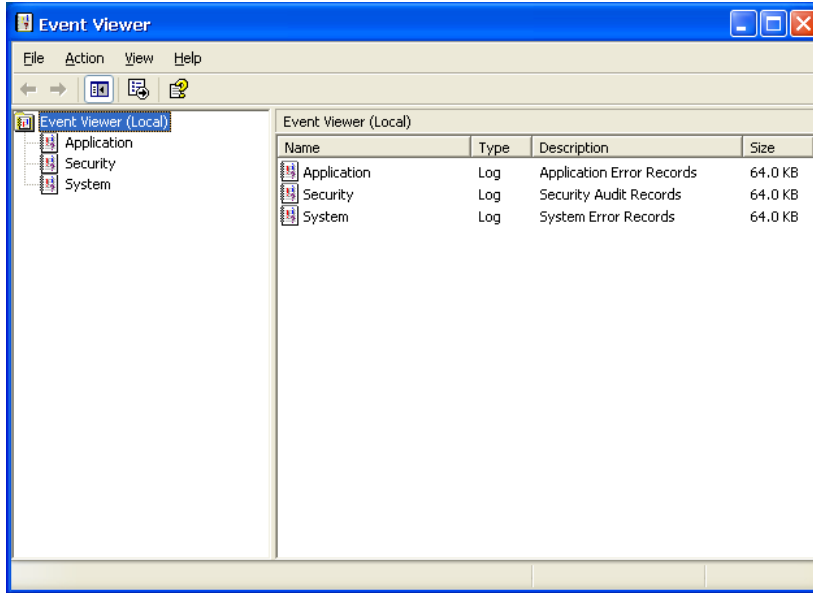 Event Viewer
File Action View Help
Event Viewer (Local)
Application
Security
System
Event Viewer (Local)
Name Type Description Size
Application Log Application Error Records 64.0 KB
Security Log Security Audit Records 64.0 KB
System Log System Error Records 64.0 KB